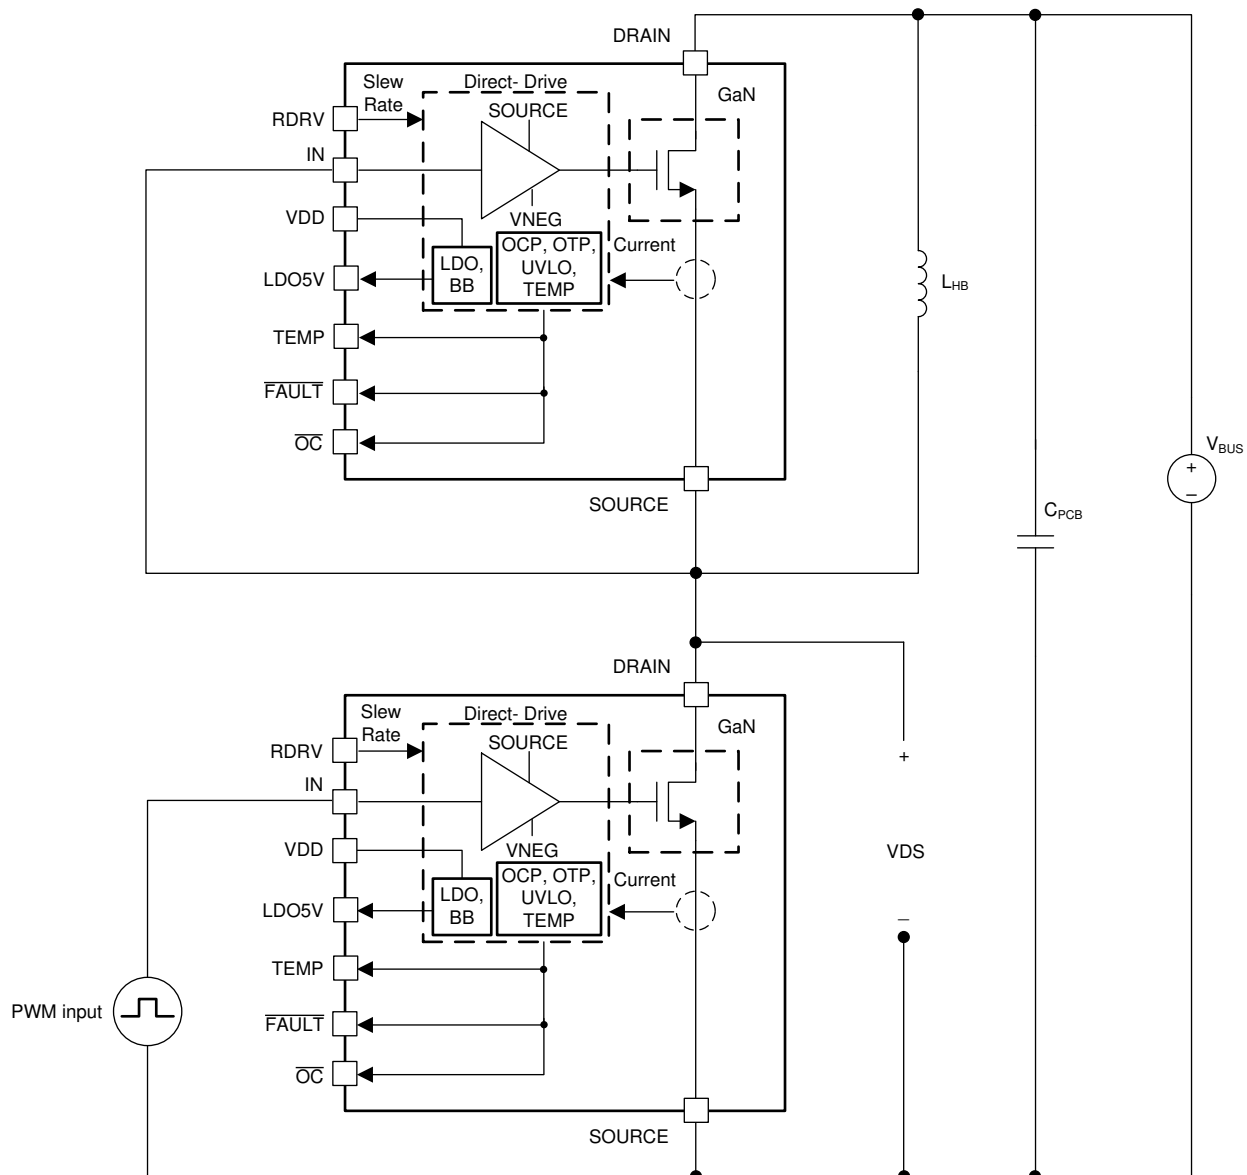 DRAIN
Slew
Rate
Direct- Drive
GaN
SOURCE
RDRV
IN
VDD
VNEG
LDO,
BB
OCP, OTP,
UVLO,
TEMP
Current
LDO5V
LHB
TEMP
FAULT
OC
VBUS
+
–
SOURCE
CPCB
DRAIN
Slew
Rate
Direct- Drive
GaN
SOURCE
RDRV
IN
+
VDD
VNEG
VDS
LDO,
BB
OCP, OTP,
UVLO,
TEMP
Current
LDO5V
–
TEMP
PWM input
FAULT
OC
SOURCE